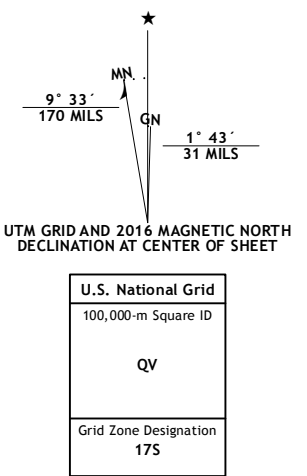 ★
MN
GN
9° 33´
170 MILS
1° 43´
31 MILS
UTM GRID AND 2016 MAGNETIC NORTH
DECLINATION AT CENTER OF SHEET
U.S. National Grid
100,000-m Square ID
QV
Grid Zone Designation
17S